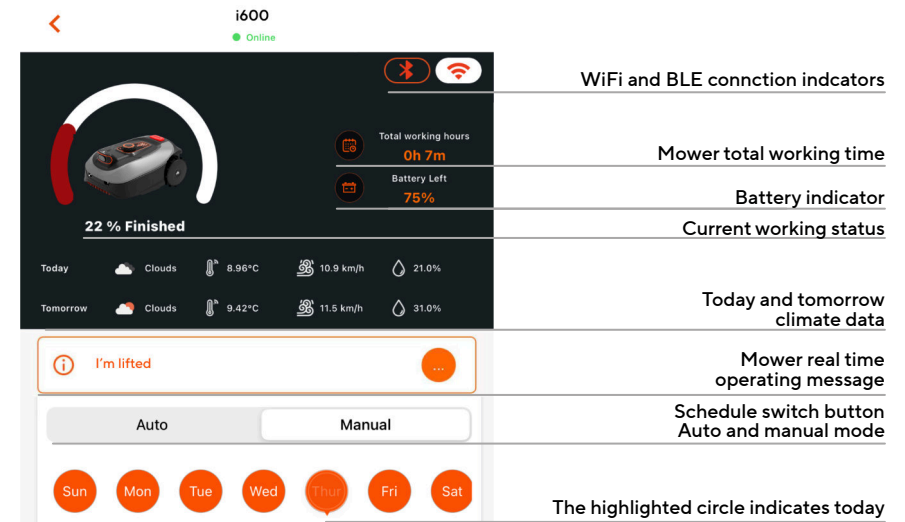 i600
Online
WiFi and BLE connction indcators
Total working hours
0h 7m
Mower total working time
Battery Left
75%
Battery indicator
22 % Finished
Current working status
Today Clouds 8.96°C 10.9 km/h 21.0%
Tomorrow Clouds 9.42°C 11.5 km/h 31.0%
Today and tomorrow
climate data
I'm lifted ...
Mower real time
operating message
Auto Manual
Schedule switch button
Auto and manual mode
Sun Mon Tue Wed Thur Fri Sat
The highlighted circle indicates today